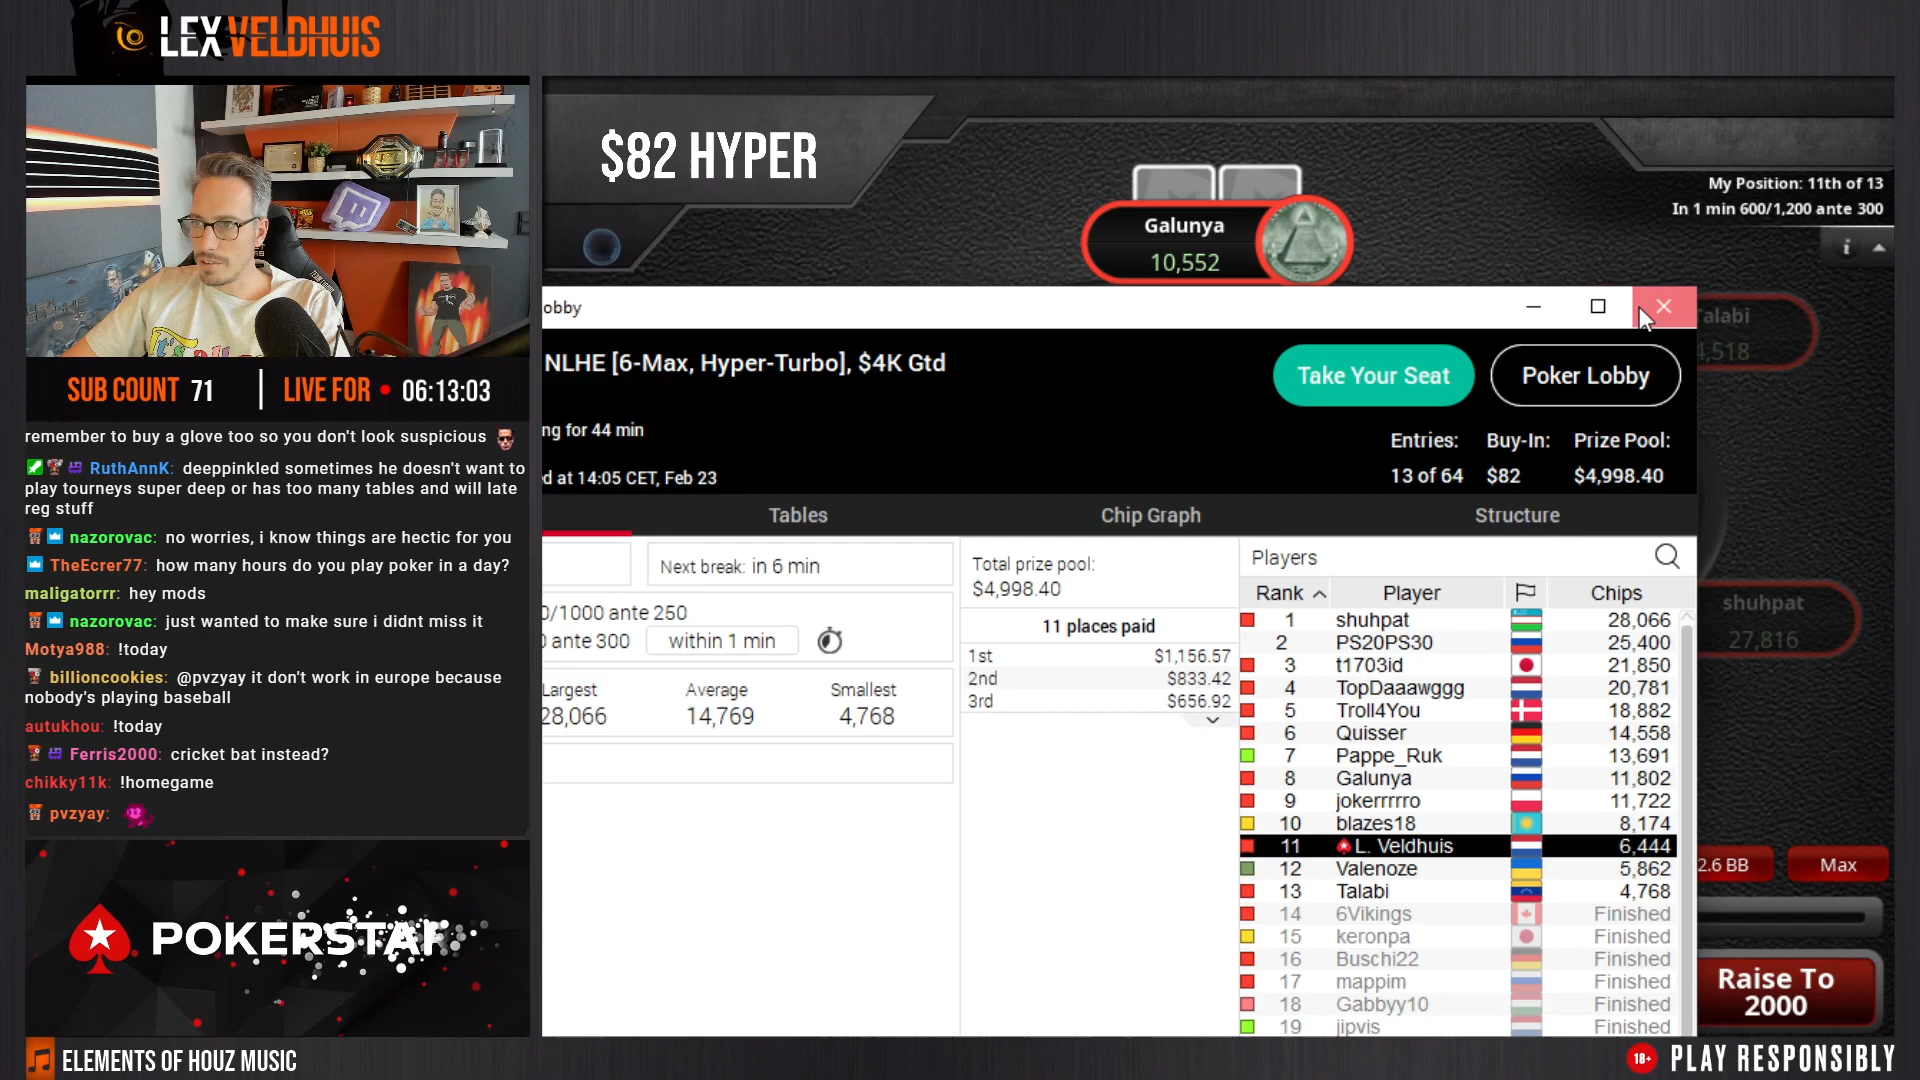 LEX VELDHUIS
SUB COUNT 71
LIVE FOR 06:13:03
remember to buy a glove too so you don't look suspicious
RuthAnnK: deeppinkled sometimes he doesn't want to
play tourneys super deep or has too many tables and will late
reg stuff
nazorovac: no worries, i know things are hectic for you
TheEcrer77: how many hours do you play poker in a day?
maligatorrr: hey mods
nazorovac: just wanted to make sure i didnt miss it
Motya988: !today
billioncookies: @pvzyay it don't work in europe because
nobody's playing baseball
autukhou: !today
Ferris2000: cricket bat instead?
chikky11k: !homegame
pvzyay:
POKERSTAR
ELEMENTS OF HOUZ MUSIC
$82 HYPER
Galunya
10,552
My Position: 11th of 13
In 1 min 600/1,200 ante 300
i
Talabi
4,518
obby
NLHE [6-Max, Hyper-Turbo], $4K Gtd
Take Your Seat
Poker Lobby
ng for 44 min
d at 14:05 CET, Feb 23
Entries: Buy-In: Prize Pool:
13 of 64 $82 $4,998.40
Tables Chip Graph Structure
Next break: in 6 min
0/1000 ante 250
0 ante 300 within 1 min
Largest Average Smallest
28,066 14,769 4,768
Total prize pool:
$4,998.40
11 places paid
1st $1,156.57
2nd $833.42
3rd $656.92
Players
Rank Player Chips
1 shuhpat 28,066
2 PS20PS30 25,400
3 t1703id 21,850
4 TopDaaawggg 20,781
5 Troll4You 18,882
6 Quisser 14,558
7 Pappe_Ruk 13,691
8 Galunya 11,802
9 jokerrrrro 11,722
10 blazes18 8,174
11 L. Veldhuis 6,444
12 Valenoze 5,862
13 Talabi 4,768
14 6Vikings Finished
15 keronpa Finished
16 Buschi22 Finished
17 mappim Finished
18 Gabbyy10 Finished
19 jipvis Finished
shuhpat
27,816
2.6 BB
Max
Raise To
2000
18+ PLAY RESPONSIBLY